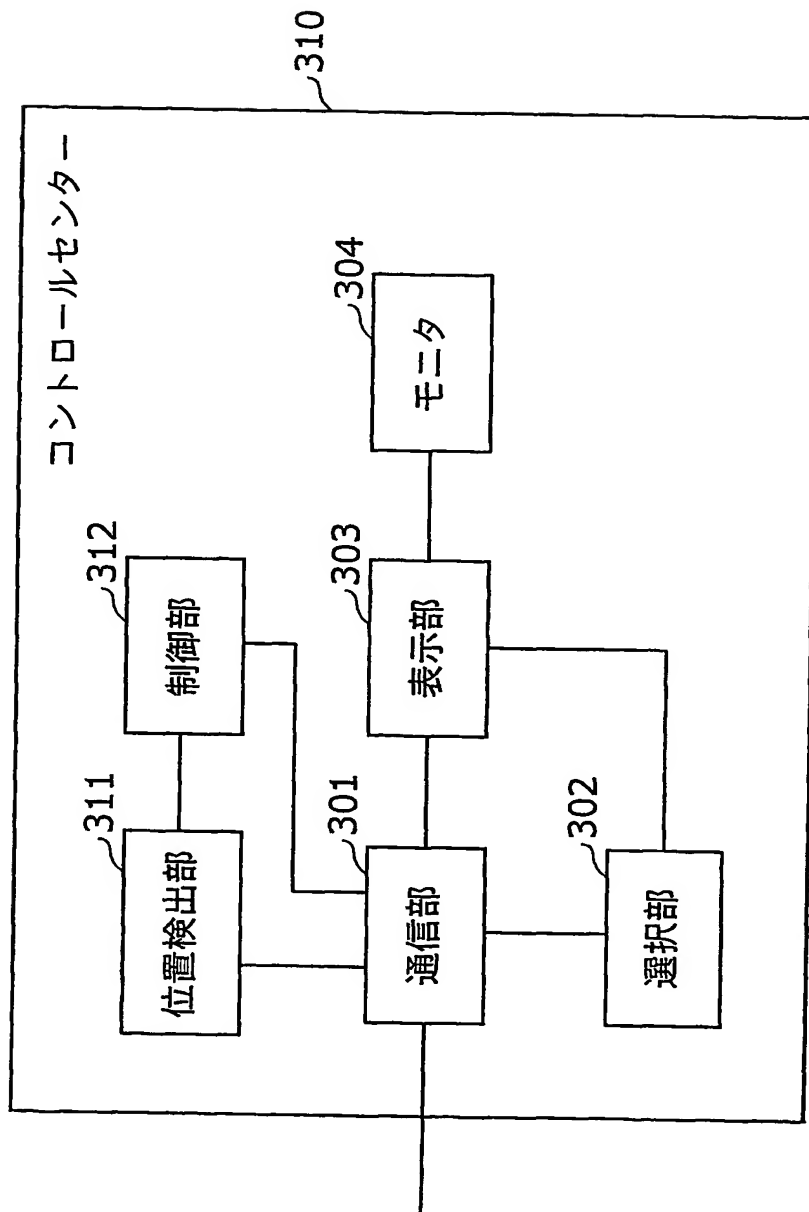 310
コントロールセンター
311
位置検出部
312
制御部
301
通信部
303
表示部
304
モニタ
302
選択部